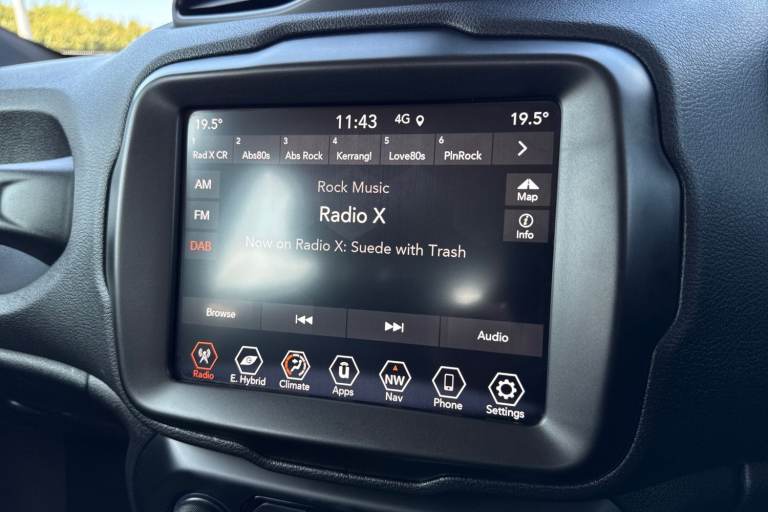 19.5° 11:43 4G 19.5°
1 2 3 4 5 6
Rad X CR Abs80s Abs Rock Kerrang! Love80s PlnRock
AM Rock Music Map
FM Radio X Info
DAB Now on Radio X: Suede with Trash
Browse Audio
NW
Radio E. Hybrid Climate Apps Nav Phone Settings